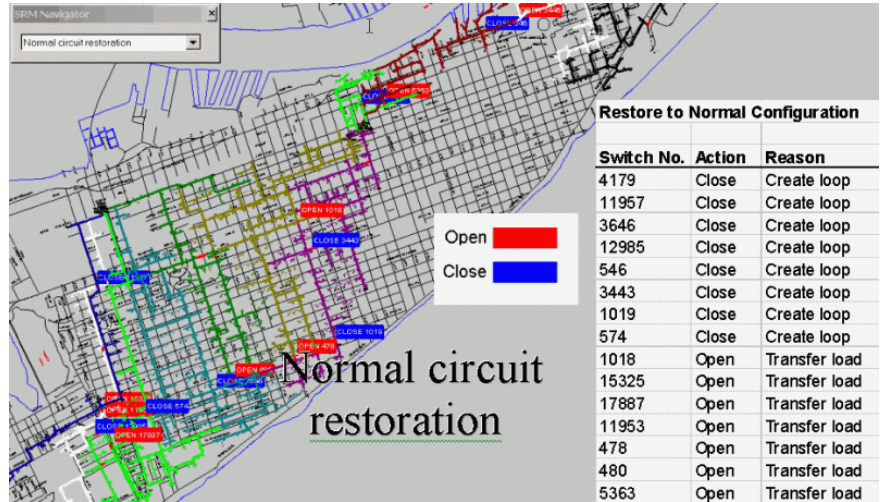 SRM Navigator
Normal circuit restoration
OPEN 1018
CLOSE 3443
CLOSE 1019
OPEN 478
CLOSE 574
OPEN 17887
Open
Close
Normal circuit
restoration
Restore to Normal Configuration
Switch No. Action Reason
4179 Close Create loop
11957 Close Create loop
3646 Close Create loop
12985 Close Create loop
546 Close Create loop
3443 Close Create loop
1019 Close Create loop
574 Close Create loop
1018 Open Transfer load
15325 Open Transfer load
17887 Open Transfer load
11953 Open Transfer load
478 Open Transfer load
480 Open Transfer load
5363 Open Transfer load